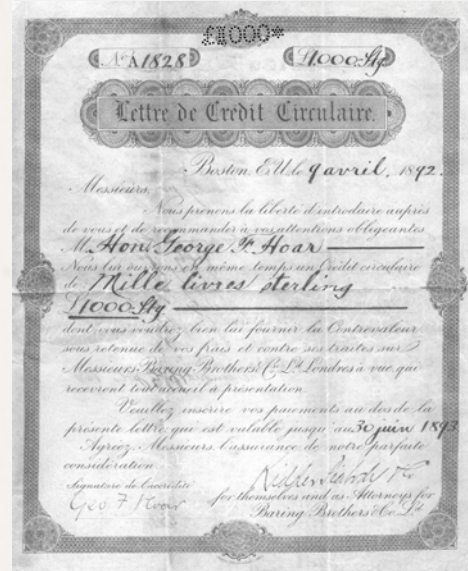 £1000*
No. A1828 £1000 Stg
Lettre de Crédit Circulaire.
Boston, E.U. le 9 avril, 1892.
Messieurs,
Nous prenons la liberté d'introduire auprès
de vous et de recommander à vos attentions obligeantes
M. Hon. George F. Hoar
Nous lui ouvrons en même temps un Crédit circulaire
de Mille livres sterling
£1000 Stg.
dont vous voudrez bien lui fournir la Contrevaleur
sous retenue de vos frais et contre ses traites sur
Messieurs Baring Brothers & Co. Ld. Londres à vue qui
recevront tout accueil à présentation.
Veuillez inscrire vos paiements au dos de la
présente lettre qui est valable jusqu'au 30 juin 1893
Agréez, Messieurs, l'assurance de notre parfaite
considération
Signature de l'accrédité Kidder Peabody & Co
Geo. F. Hoar for themselves and as Attorneys for
Baring Brothers & Co. Ld.